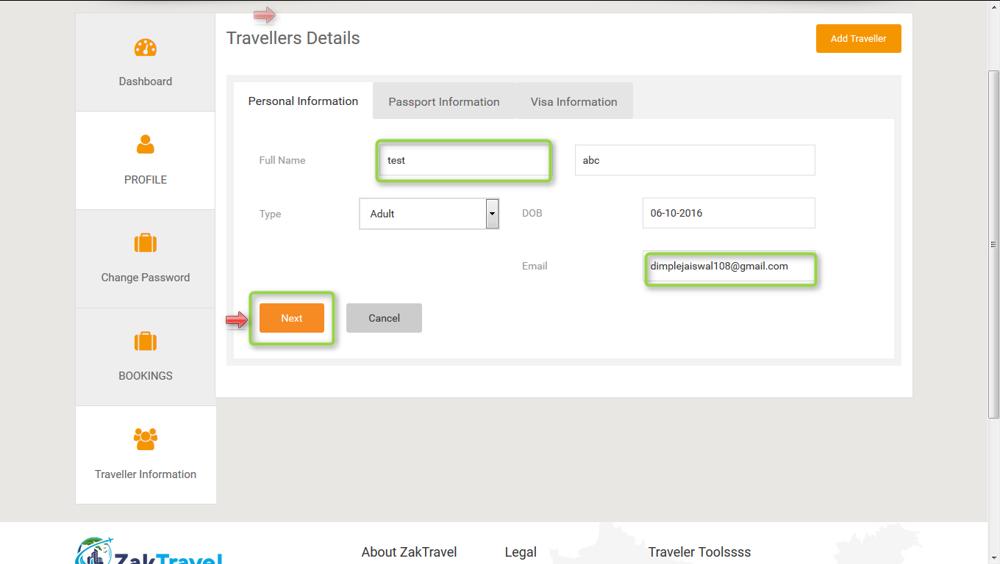 Travellers Details
Add Traveller
Dashboard
PROFILE
Change Password
BOOKINGS
Traveller Information
Personal Information
Passport Information
Visa Information
Full Name
test
abc
Type
Adult
DOB
06-10-2016
Email
dimplejaiswal108@gmail.com
Next
Cancel
ZakTravel
About ZakTravel
Legal
Traveler Toolssss